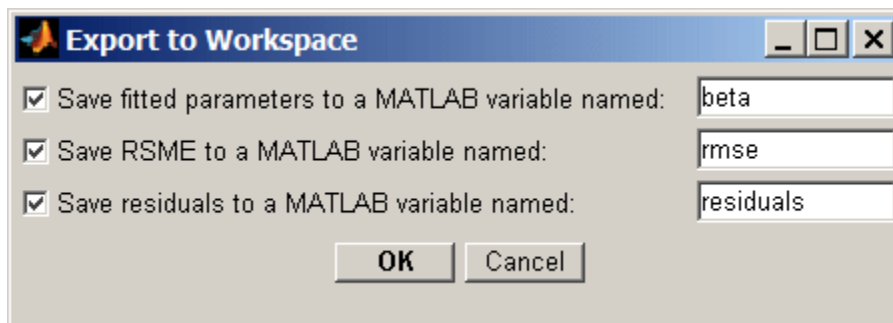 Export to Workspace
Save fitted parameters to a MATLAB variable named: beta
Save RSME to a MATLAB variable named: rmse
Save residuals to a MATLAB variable named: residuals
OK Cancel